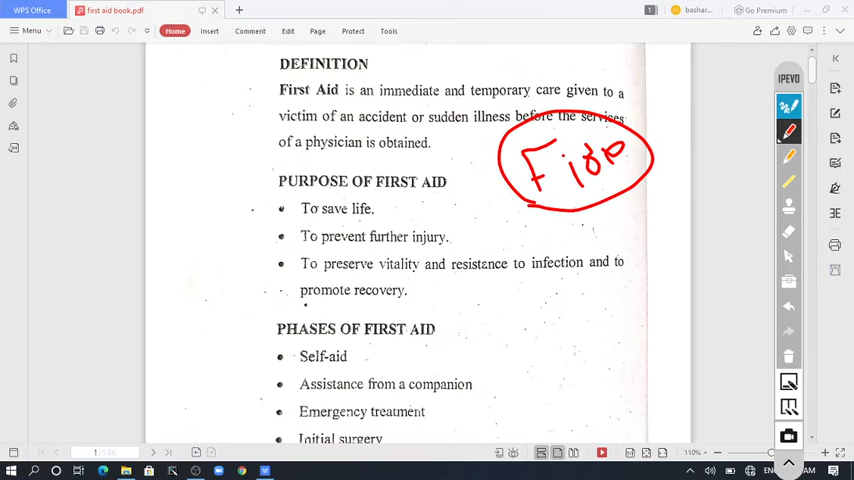 WPS Office
first aid book.pdf
1
bashar...
Go Premium
Menu
Home
Insert
Comment
Edit
Page
Protect
Tools
IPEVO
DEFINITION
First Aid is an immediate and temporary care given to a
victim of an accident or sudden illness before the services
of a physician is obtained.
Fire
PURPOSE OF FIRST AID
• To save life.
• To prevent further injury.
• To preserve vitality and resistance to infection and to
promote recovery.
PHASES OF FIRST AID
• Self-aid
• Assistance from a companion
• Emergency treatment
• Initial surgery
1/146
110%